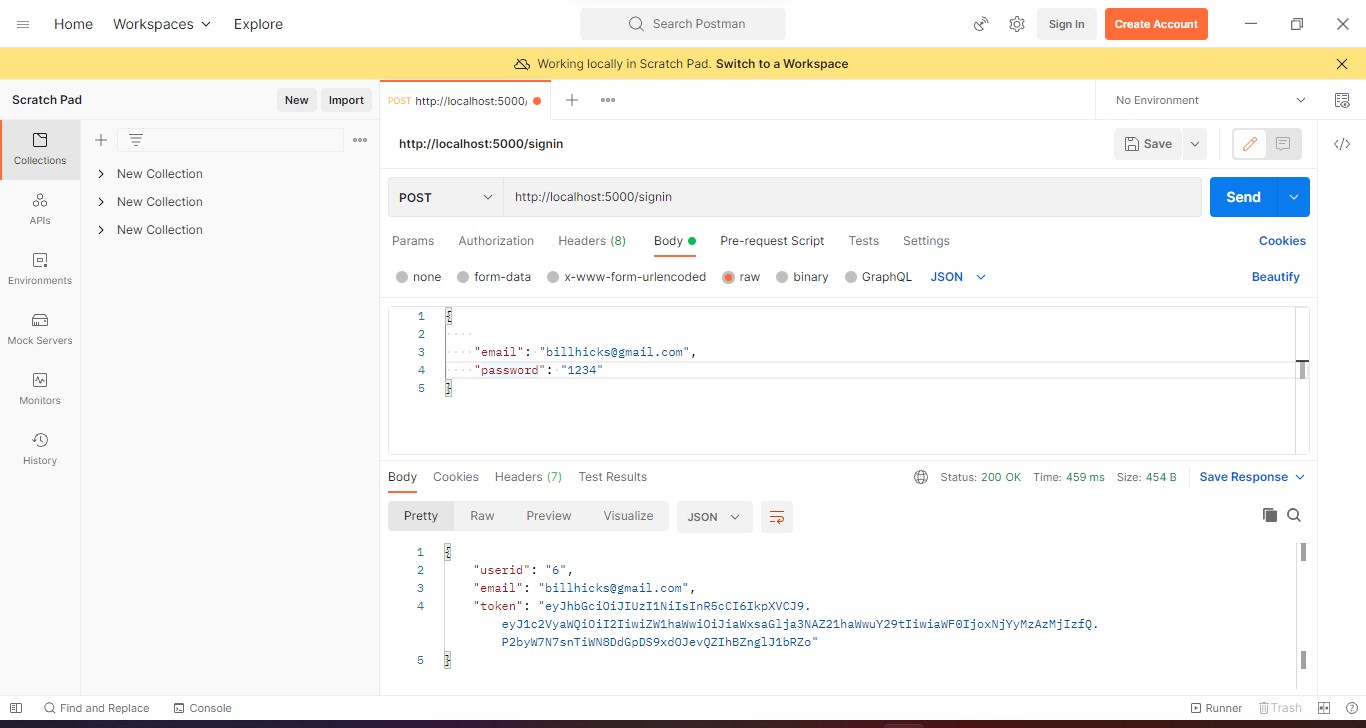 Home Workspaces Explore Search Postman Sign In Create Account
Working locally in Scratch Pad. Switch to a Workspace
Scratch Pad New Import POST http://localhost:5000/ No Environment
Collections
APIs
Environments
Mock Servers
Monitors
History
New Collection
New Collection
New Collection
http://localhost:5000/signin Save
POST http://localhost:5000/signin Send
Params Authorization Headers (8) Body Pre-request Script Tests Settings Cookies
none form-data x-www-form-urlencoded raw binary GraphQL JSON Beautify
1 {
2
3 "email": "billhicks@gmail.com",
4 "password": "1234"
5 }
Body Cookies Headers (7) Test Results Status: 200 OK Time: 459 ms Size: 454 B Save Response
Pretty Raw Preview Visualize JSON
1 {
2 "userid": "6",
3 "email": "billhicks@gmail.com",
4 "token": "eyJhbGciOiJIUzI1NiIsInR5cCI6IkpXVCJ9.
eyJ1c2VyaWQiOiI2IiwiZW1haWwiOiJiaWxsaGlja3NAZ21haWwuY29tIiwiaWF0IjoxNjYyMzAzMjIzfQ.
P2byW7N7snTiWN8DdGpDS9xdOJevQZIhBZnglJ1bRZo"
5 }
Find and Replace Console Runner Trash